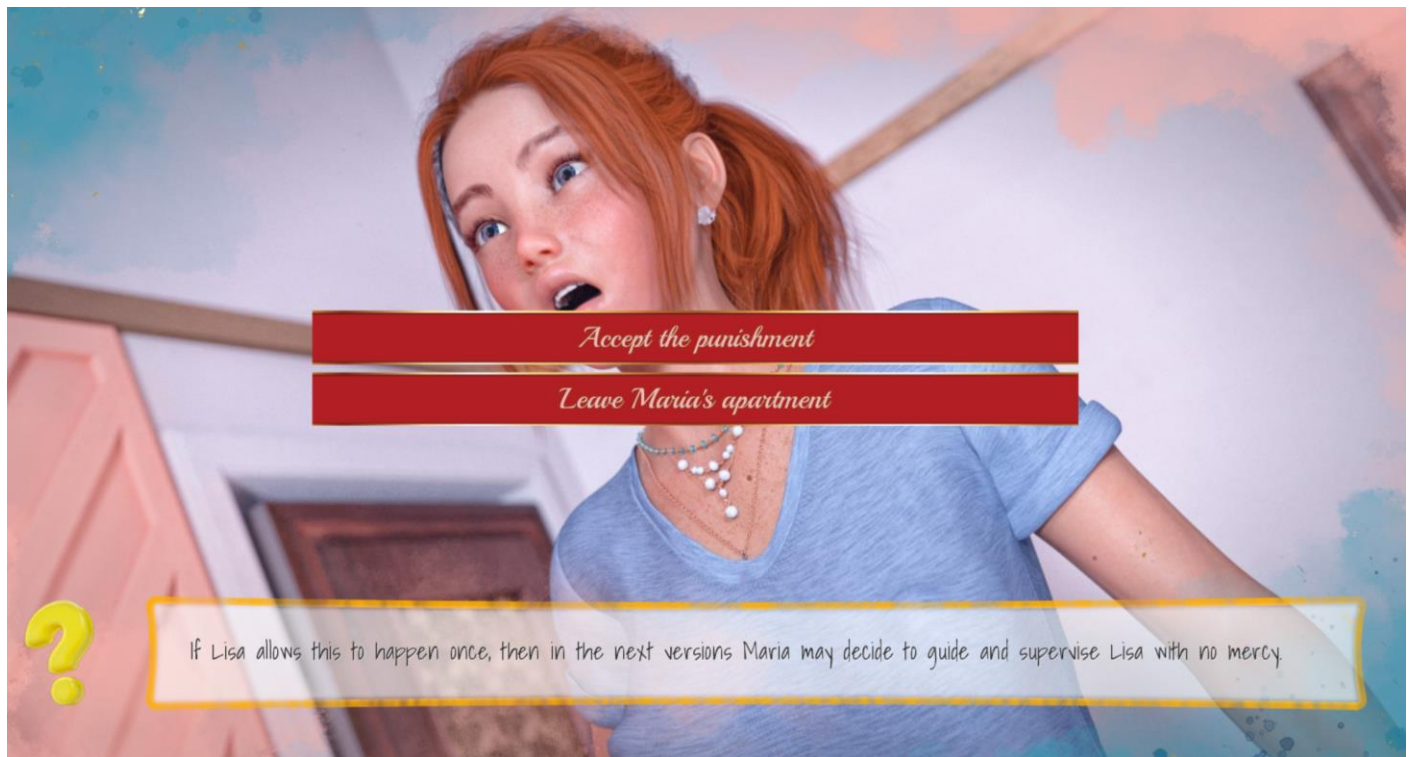 Accept the punishment
Leave Maria's apartment
If Lisa allows this to happen once, then in the next versions Maria may decide to guide and supervise Lisa with no mercy.